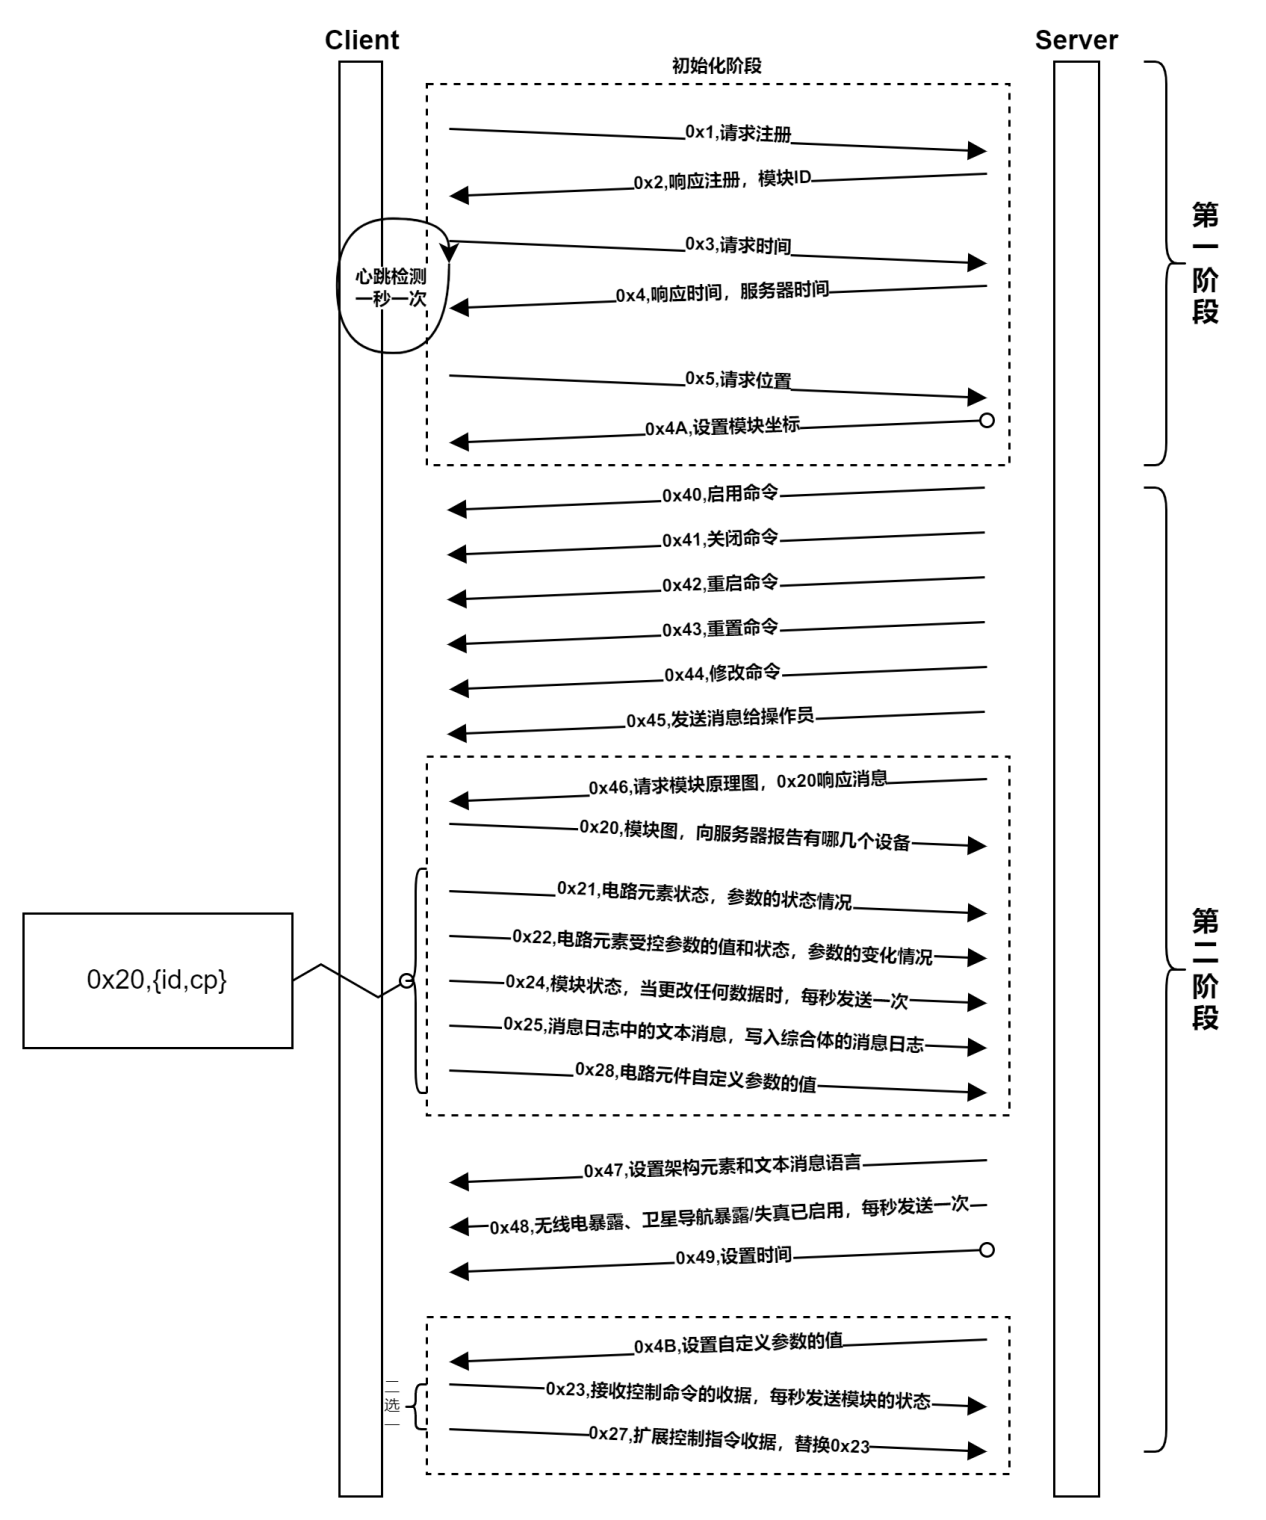 Client
Server
初始化阶段
0x1,请求注册
0x2,响应注册，模块ID
心跳检测
一秒一次
0x3,请求时间
0x4,响应时间，服务器时间
0x5,请求位置
0x4A,设置模块坐标
第一阶段
0x40,启用命令
0x41,关闭命令
0x42,重启命令
0x43,重置命令
0x44,修改命令
0x45,发送消息给操作员
0x46,请求模块原理图，0x20响应消息
0x20,模块图，向服务器报告有哪几个设备
0x21,电路元素状态，参数的状态情况
0x22,电路元素受控参数的值和状态，参数的变化情况
0x24,模块状态，当更改任何数据时，每秒发送一次
0x25,消息日志中的文本消息，写入综合体的消息日志
0x28,电路元件自定义参数的值
0x20,{id,cp}
第二阶段
0x47,设置架构元素和文本消息语言
0x48,无线电暴露、卫星导航暴露/失真已启用，每秒发送一次
0x49,设置时间
0x4B,设置自定义参数的值
二选一
0x23,接收控制命令的收据，每秒发送模块的状态
0x27,扩展控制指令收据，替换0x23